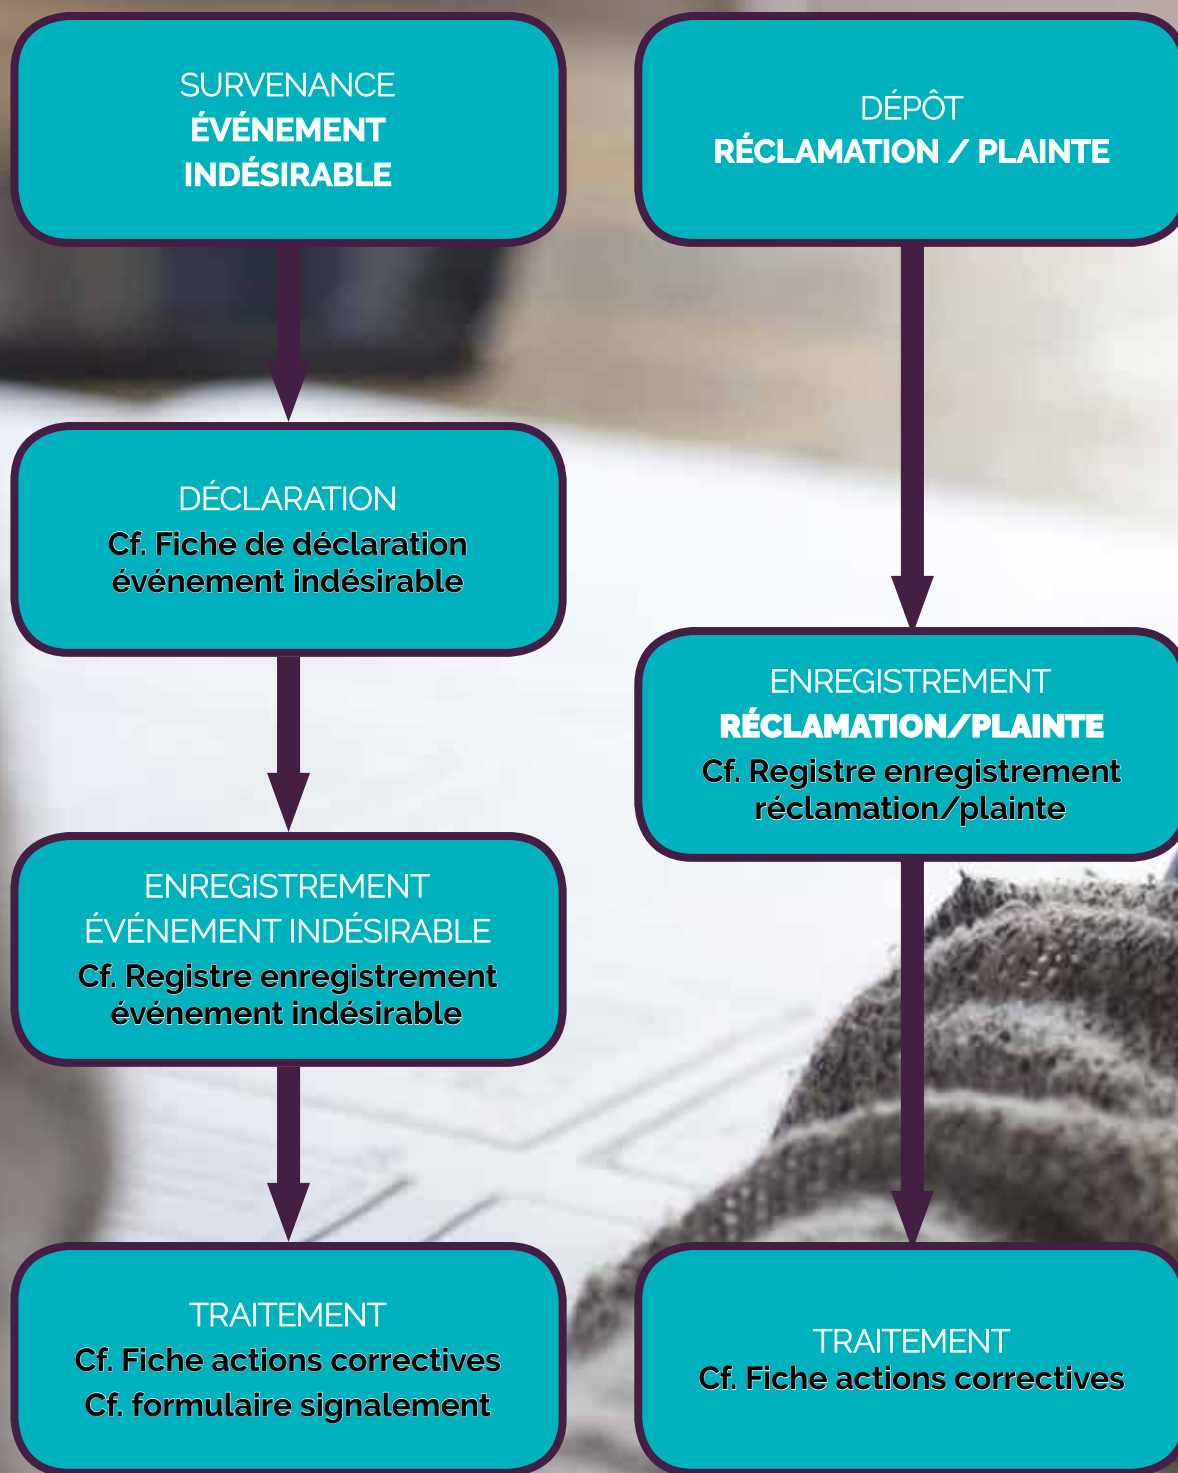 SURVENANCE
ÉVÉNEMENT
INDÉSIRABLE
DÉCLARATION
Cf. Fiche de déclaration
événement indésirable
ENREGISTREMENT
ÉVÉNEMENT INDÉSIRABLE
Cf. Registre enregistrement
événement indésirable
TRAITEMENT
Cf. Fiche actions correctives
Cf. formulaire signalement
DÉPÔT
RÉCLAMATION / PLAINTE
ENREGISTREMENT
RÉCLAMATION/PLAINTE
Cf. Registre enregistrement
réclamation/plainte
TRAITEMENT
Cf. Fiche actions correctives